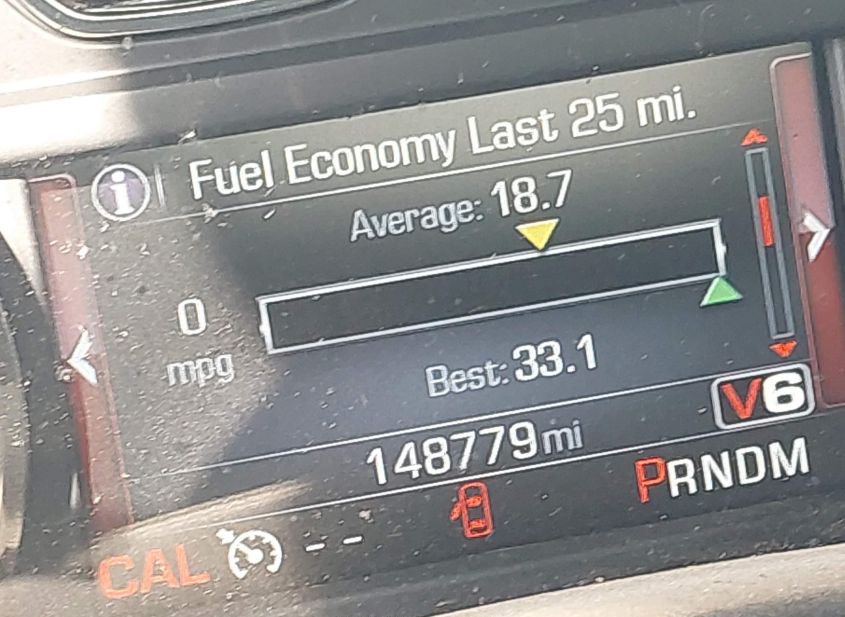 Fuel Economy Last 25 mi.
Average: 18.7
0
mpg
Best: 33.1
V6
148779 mi
PRNDM
CAL
--